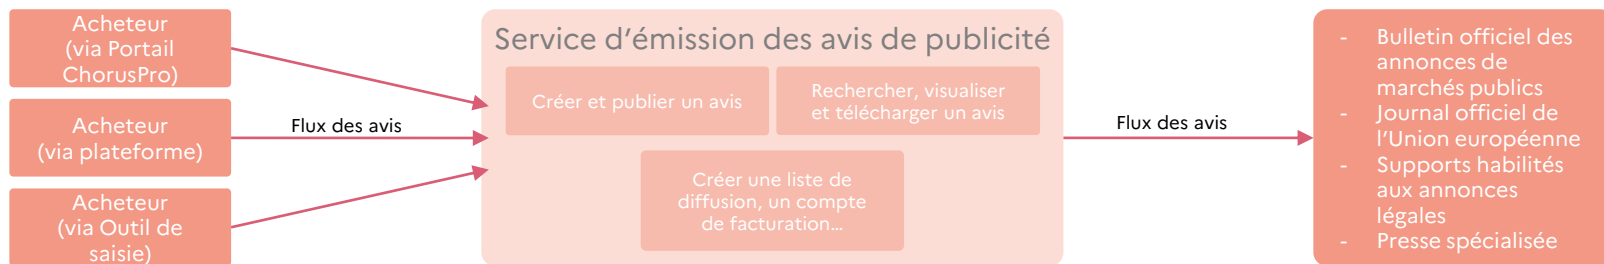 Acheteur
(via Portail
ChorusPro)
Acheteur
(via plateforme)
Acheteur
(via Outil de
saisie)
Flux des avis
Service d’émission des avis de publicité
Créer et publier un avis
Rechercher, visualiser
et télécharger un avis
Créer une liste de
diffusion, un compte
de facturation…
Flux des avis
- Bulletin officiel des
annonces de
marchés publics
- Journal officiel de
l’Union européenne
- Supports habilités
aux annonces
légales
- Presse spécialisée